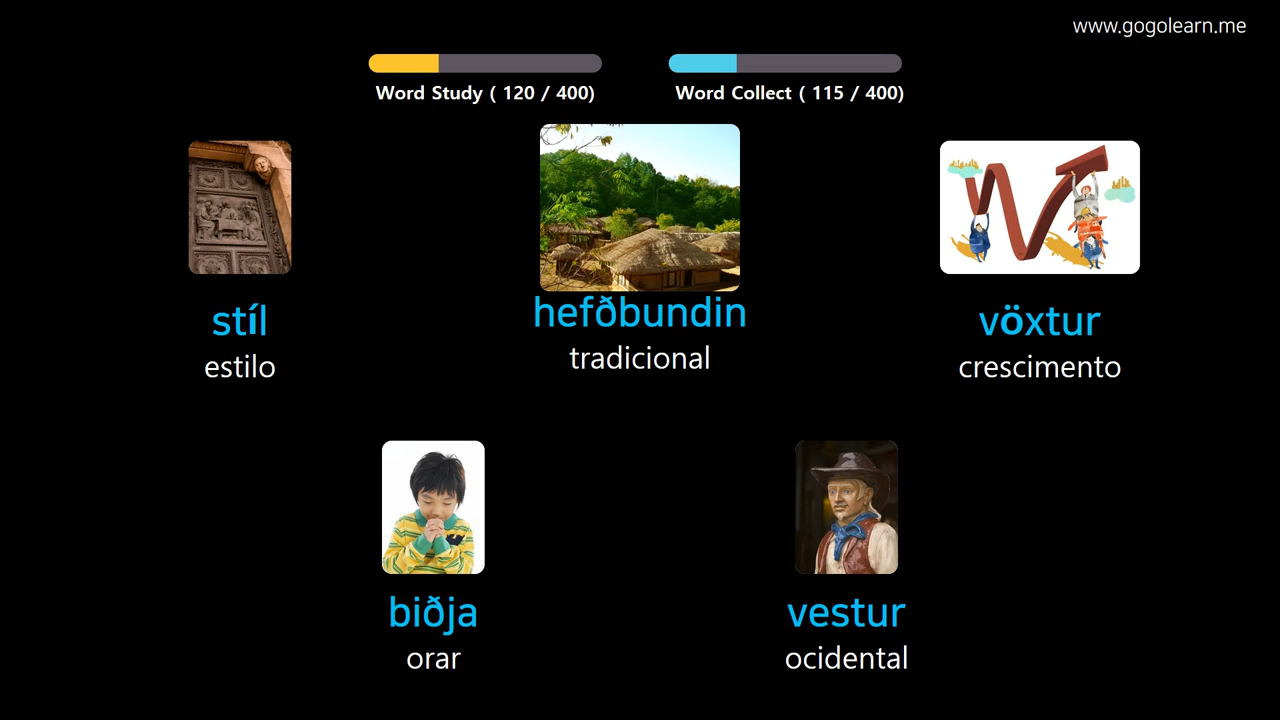 www.gogolearn.me
Word Study ( 120 / 400)
Word Collect ( 115 / 400)
stíl
estilo
hefðbundin
tradicional
vöxtur
crescimento
biðja
orar
vestur
ocidental